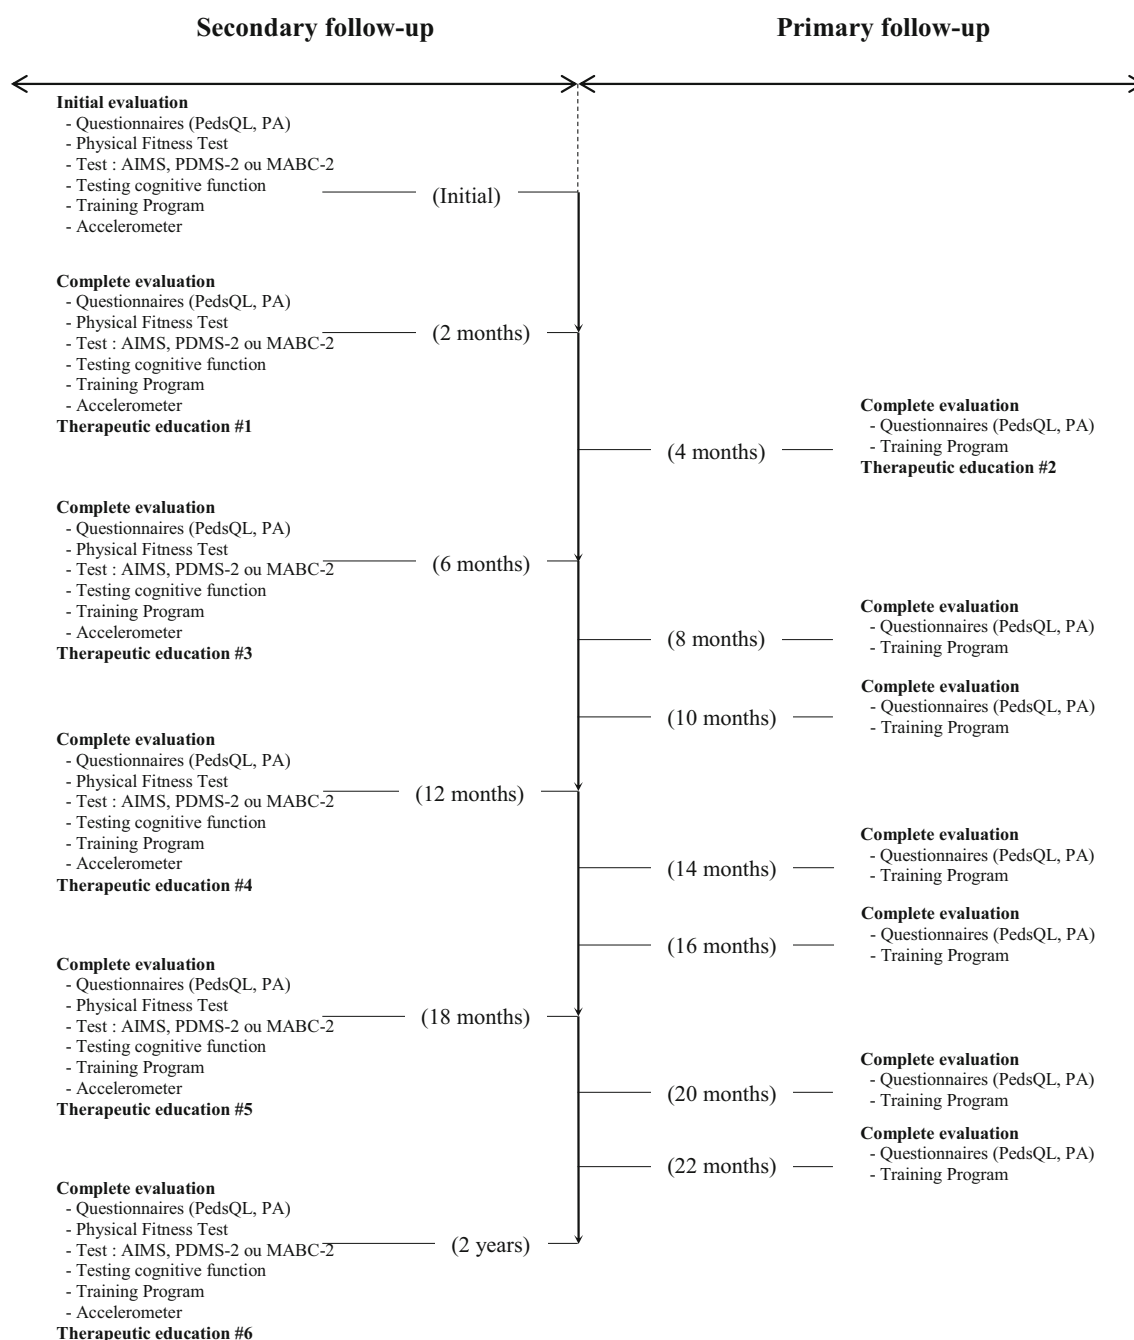 Secondary follow-up
Primary follow-up
Initial evaluation
- Questionnaires (PedsQL, PA)
- Physical Fitness Test
- Test : AIMS, PDMS-2 ou MABC-2
- Testing cognitive function
- Training Program
- Accelerometer
(Initial)
Complete evaluation
- Questionnaires (PedsQL, PA)
- Physical Fitness Test
- Test : AIMS, PDMS-2 ou MABC-2
- Testing cognitive function
- Training Program
- Accelerometer
Therapeutic education #1
(2 months)
(4 months)
Complete evaluation
- Questionnaires (PedsQL, PA)
- Training Program
Therapeutic education #2
Complete evaluation
- Questionnaires (PedsQL, PA)
- Physical Fitness Test
- Test : AIMS, PDMS-2 ou MABC-2
- Testing cognitive function
- Training Program
- Accelerometer
Therapeutic education #3
(6 months)
(8 months)
Complete evaluation
- Questionnaires (PedsQL, PA)
- Training Program
(10 months)
Complete evaluation
- Questionnaires (PedsQL, PA)
- Training Program
Complete evaluation
- Questionnaires (PedsQL, PA)
- Physical Fitness Test
- Test : AIMS, PDMS-2 ou MABC-2
- Testing cognitive function
- Training Program
- Accelerometer
Therapeutic education #4
(12 months)
(14 months)
Complete evaluation
- Questionnaires (PedsQL, PA)
- Training Program
(16 months)
Complete evaluation
- Questionnaires (PedsQL, PA)
- Training Program
Complete evaluation
- Questionnaires (PedsQL, PA)
- Physical Fitness Test
- Test : AIMS, PDMS-2 ou MABC-2
- Testing cognitive function
- Training Program
- Accelerometer
Therapeutic education #5
(18 months)
(20 months)
Complete evaluation
- Questionnaires (PedsQL, PA)
- Training Program
(22 months)
Complete evaluation
- Questionnaires (PedsQL, PA)
- Training Program
Complete evaluation
- Questionnaires (PedsQL, PA)
- Physical Fitness Test
- Test : AIMS, PDMS-2 ou MABC-2
- Testing cognitive function
- Training Program
- Accelerometer
Therapeutic education #6
(2 years)